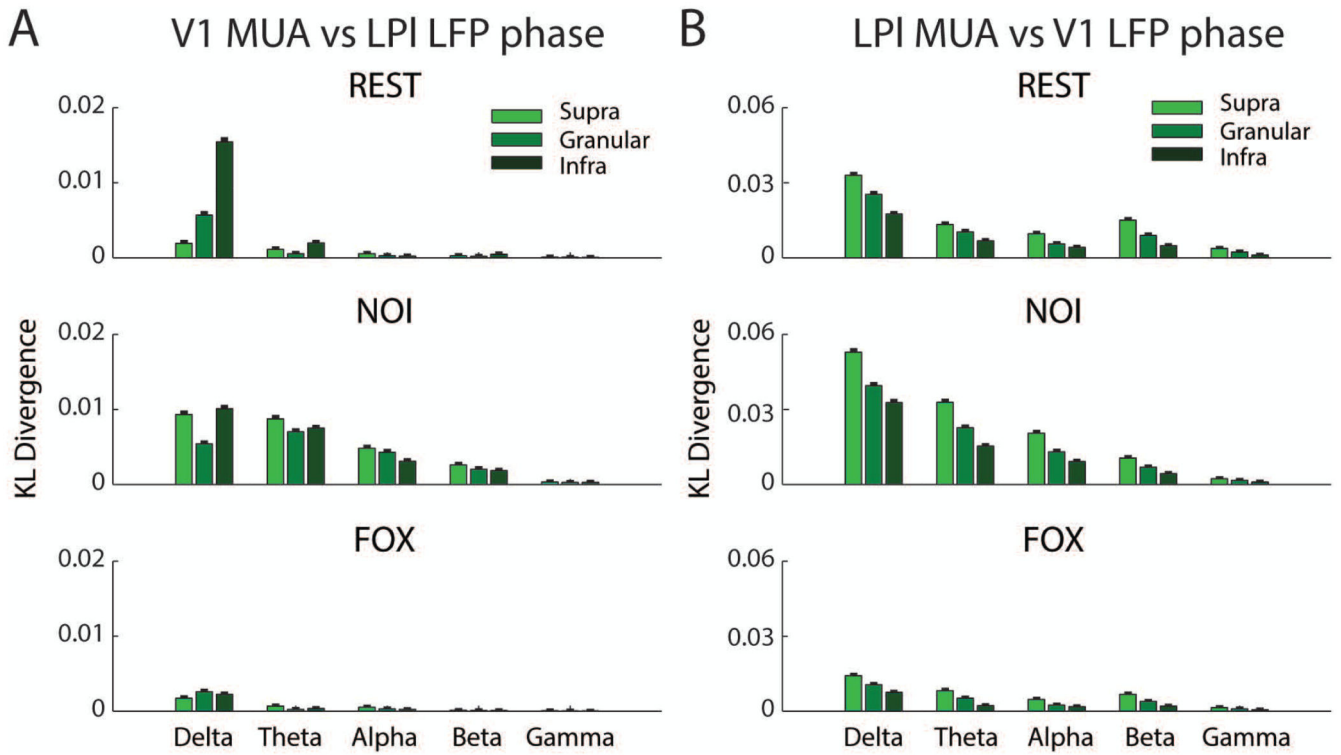 A
V1 MUA vs LPl LFP phase
REST
0.02
0.01
0
Supra
Granular
Infra
NOI
0.02
0.01
0
KL Divergence
FOX
0.02
0.01
0
Delta Theta Alpha Beta Gamma
B
LPl MUA vs V1 LFP phase
REST
0.06
0.03
0
Supra
Granular
Infra
NOI
0.06
0.03
0
KL Divergence
FOX
0.06
0.03
0
Delta Theta Alpha Beta Gamma